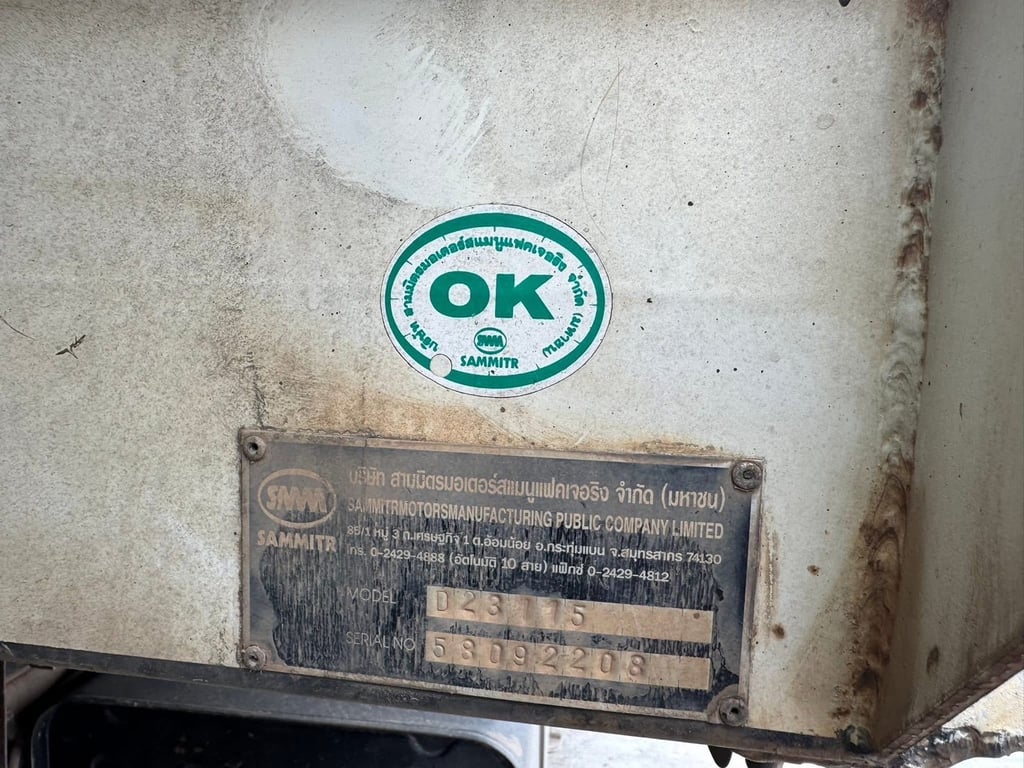 บริษัท สามมิตรมอเตอร์สแมนูแฟคเจอริง จำกัด (มหาชน)
OK
SMM
SAMMITR
SMM
SAMMITR
บริษัท สามมิตรมอเตอร์สแมนูแฟคเจอริง จำกัด (มหาชน)
SAMMITRMOTORSMANUFACTURING PUBLIC COMPANY LIMITED
85/1 หมู่ 3 ถ.เศรษฐกิจ 1 ต.อ้อมน้อย อ.กระทุ่มแบน จ.สมุทรสาคร 74130
โทร. 0-2429-4888 (อัตโนมัติ 10 สาย) แฟ็กซ์ 0-2429-4812
MODEL
SERIAL NO. 58092208